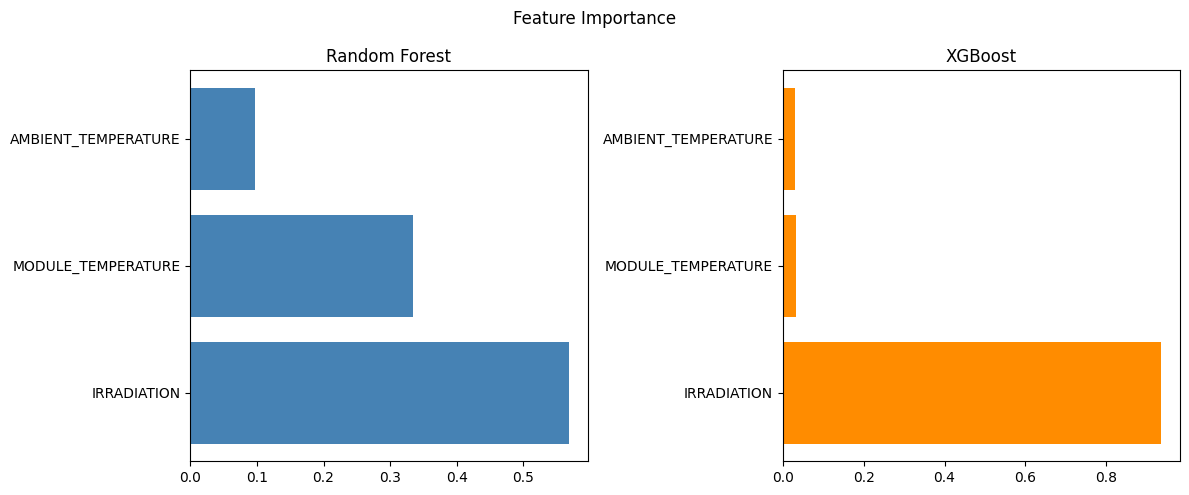 Feature Importance
Random Forest
AMBIENT_TEMPERATURE
MODULE_TEMPERATURE
IRRADIATION
0.0 0.1 0.2 0.3 0.4 0.5
XGBoost
AMBIENT_TEMPERATURE
MODULE_TEMPERATURE
IRRADIATION
0.0 0.2 0.4 0.6 0.8